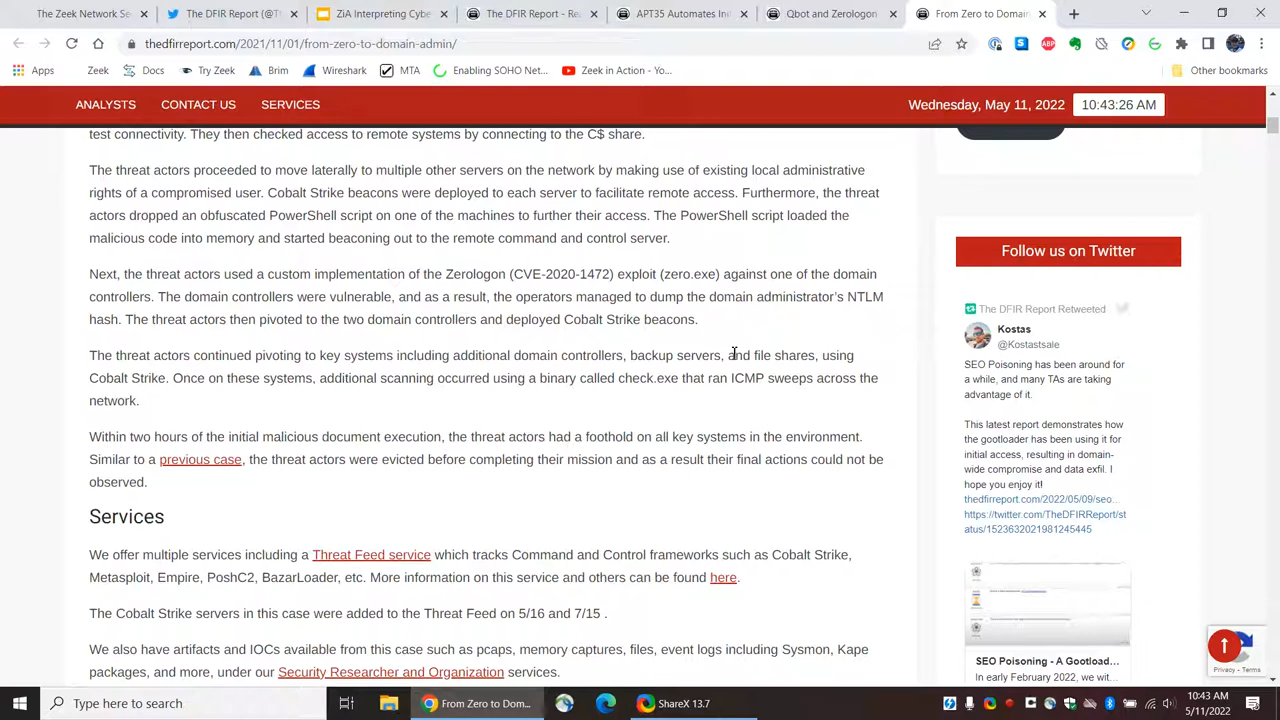 The Zeek Network Se
The DFIR Report (@T
ZiA Interpreting Cybe
The DFIR Report - Re
APT35 Automates Init
Qbot and Zerologon
From Zero to Domain
thedfirreport.com/2021/11/01/from-zero-to-domain-admin/
Apps
Zeek
Docs
Try Zeek
Brim
Wireshark
MTA
Enabling SOHO Net...
Zeek in Action - Yo...
Other bookmarks
ANALYSTS
CONTACT US
SERVICES
Wednesday, May 11, 2022
10:43:26 AM
test connectivity. They then checked access to remote systems by connecting to the C$ share.
The threat actors proceeded to move laterally to multiple other servers on the network by making use of existing local administrative
rights of a compromised user. Cobalt Strike beacons were deployed to each server to facilitate remote access. Furthermore, the threat
actors dropped an obfuscated PowerShell script on one of the machines to further their access. The PowerShell script loaded the
malicious code into memory and started beaconing out to the remote command and control server.
Next, the threat actors used a custom implementation of the Zerologon (CVE-2020-1472) exploit (zero.exe) against one of the domain
controllers. The domain controllers were vulnerable, and as a result, the operators managed to dump the domain administrator's NTLM
hash. The threat actors then pivoted to the two domain controllers and deployed Cobalt Strike beacons.
The threat actors continued pivoting to key systems including additional domain controllers, backup servers, and file shares, using
Cobalt Strike. Once on these systems, additional scanning occurred using a binary called check.exe that ran ICMP sweeps across the
network.
Within two hours of the initial malicious document execution, the threat actors had a foothold on all key systems in the environment.
Similar to a previous case, the threat actors were evicted before completing their mission and as a result their final actions could not be
observed.
Services
We offer multiple services including a Threat Feed service which tracks Command and Control frameworks such as Cobalt Strike,
Metasploit, Empire, PoshC2, BazarLoader, etc. More information on this service and others can be found here.
The Cobalt Strike servers in this case were added to the Threat Feed on 5/16 and 7/15 .
We also have artifacts and IOCs available from this case such as pcaps, memory captures, files, event logs including Sysmon, Kape
packages, and more, under our Security Researcher and Organization services.
Follow us on Twitter
The DFIR Report Retweeted
Kostas
@Kostastsale
SEO Poisoning has been around for
a while, and many TAs are taking
advantage of it.
This latest report demonstrates how
the gootloader has been using it for
initial access, resulting in domain-
wide compromise and data exfil. I
hope you enjoy it!
thedfirreport.com/2022/05/09/seo...
https://twitter.com/TheDFIRReport/st
atus/1523632021981245445
SEO Poisoning - A Gootload...
In early February 2022, we wit...
Privacy - Terms
Type here to search
From Zero to Dom...
ShareX 13.7
10:43 AM
5/11/2022